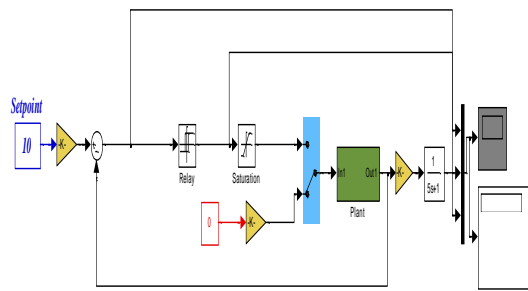 Setpoint
10
-K-
Relay
Saturation
0
-K-
In1
Out1
Plant
-K-
1
5s+1